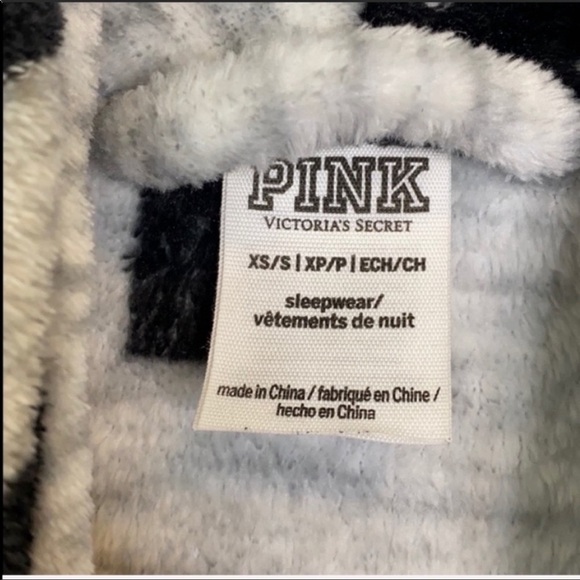 PINK
VICTORIA'S SECRET
XS/S | XP/P | ECH/CH
sleepwear/
vêtements de nuit
made in China / fabriqué en Chine /
hecho en China